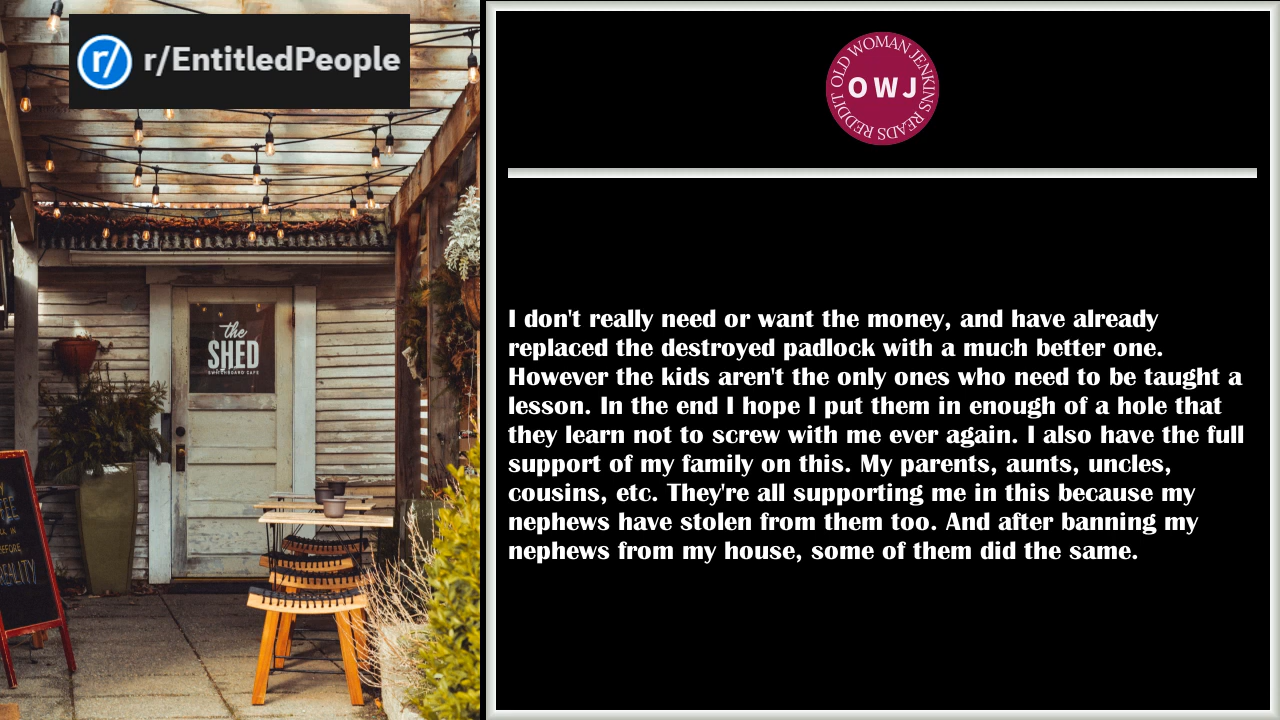 r/ r/EntitledPeople
OLD WOMAN JENKINS
OWJ
READS REDDIT
I don't really need or want the money, and have already
replaced the destroyed padlock with a much better one.
However the kids aren't the only ones who need to be taught a
lesson. In the end I hope I put them in enough of a hole that
they learn not to screw with me ever again. I also have the full
support of my family on this. My parents, aunts, uncles,
cousins, etc. They're all supporting me in this because my
nephews have stolen from them too. And after banning my
nephews from my house, some of them did the same.
the
SHED
SWITCHBOARD CAFE